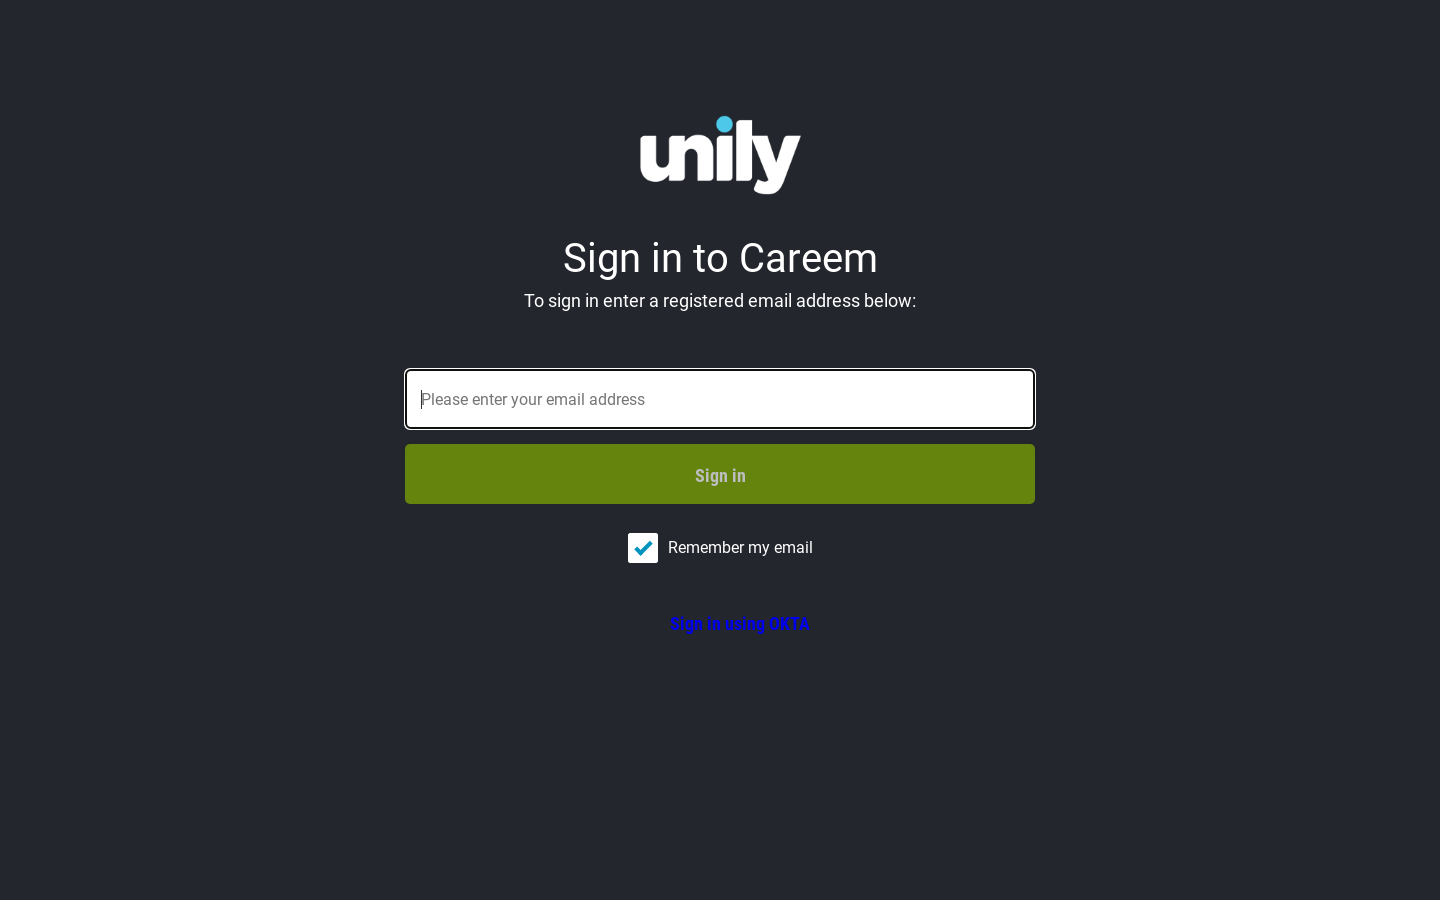 unily
Sign in to Careem
To sign in enter a registered email address below:
Please enter your email address
Sign in
Remember my email
Sign in using OKTA